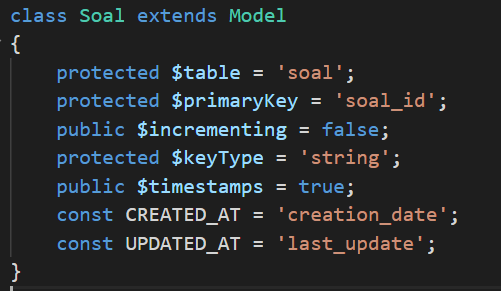 class Soal extends Model
{
    protected $table = 'soal';
    protected $primaryKey = 'soal_id';
    public $incrementing = false;
    protected $keyType = 'string';
    public $timestamps = true;
    const CREATED_AT = 'creation_date';
    const UPDATED_AT = 'last_update';
}